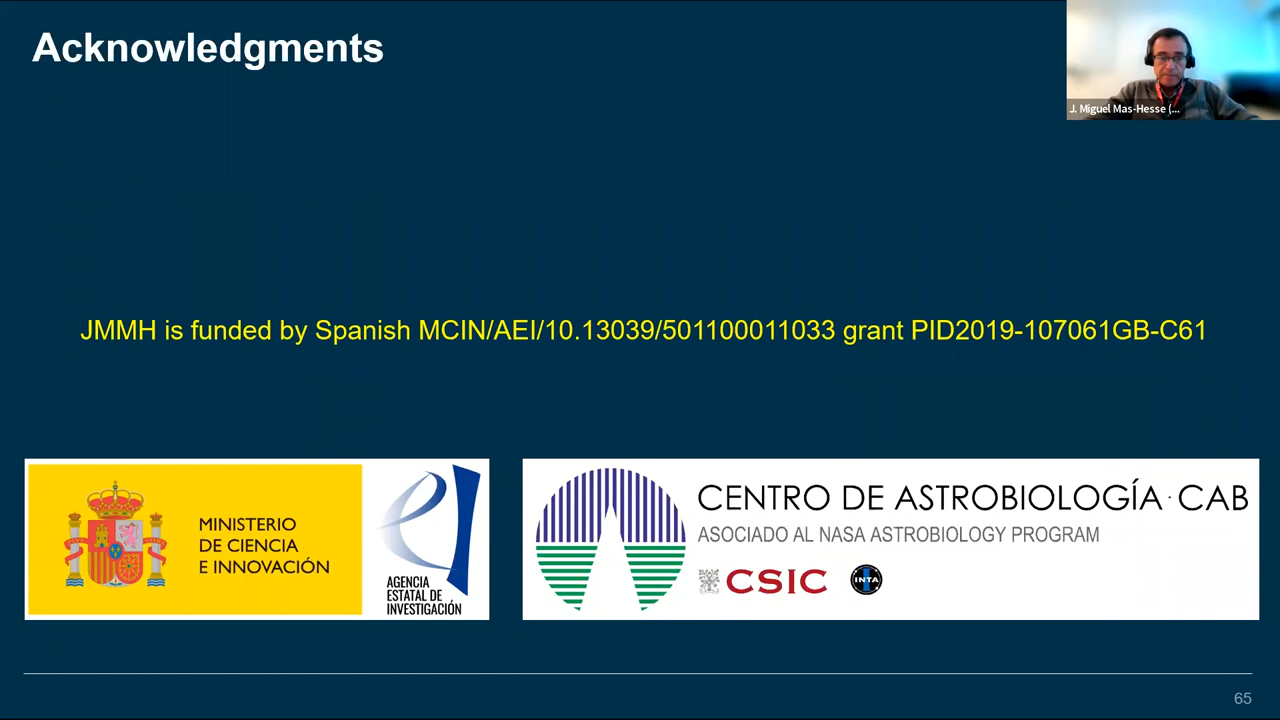 Acknowledgments
J. Miguel Mas-Hesse (...
JMMH is funded by Spanish MCIN/AEI/10.13039/501100011033 grant PID2019-107061GB-C61
MINISTERIO
DE CIENCIA
E INNOVACIÓN
AGENCIA
ESTATAL DE
INVESTIGACIÓN
CENTRO DE ASTROBIOLOGÍA · CAB
ASOCIADO AL NASA ASTROBIOLOGY PROGRAM
CSIC
INTA
65